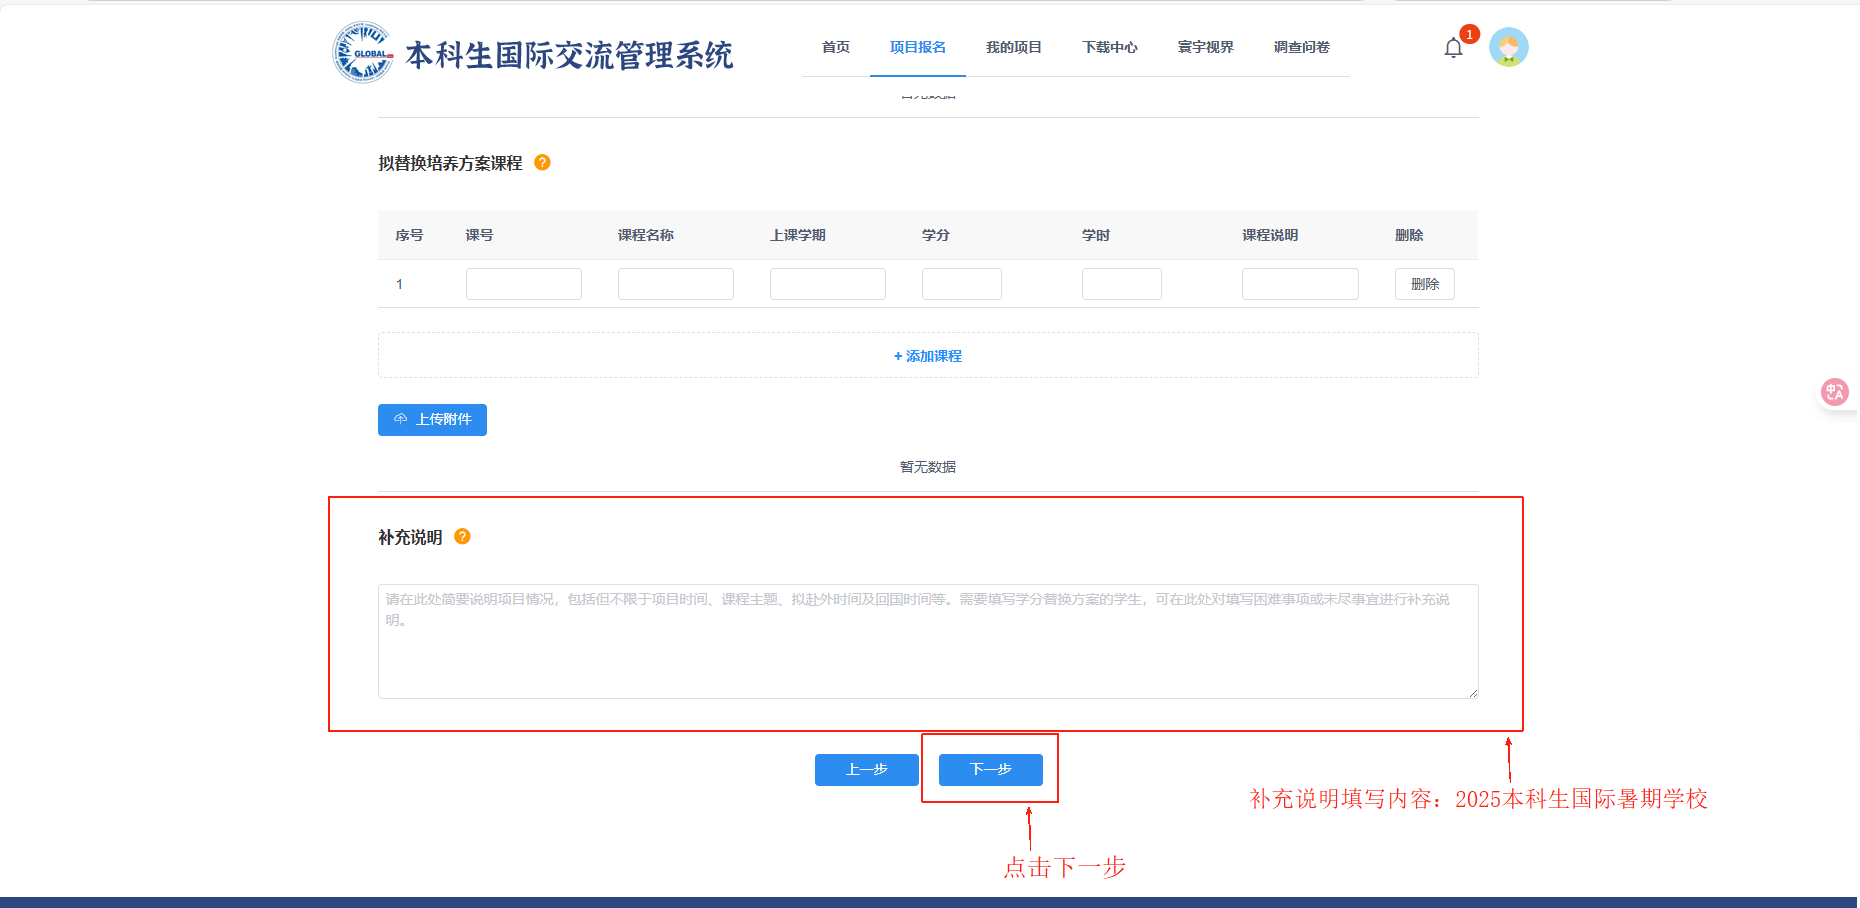 GLOBAL
本科生国际交流管理系统
首页 项目报名 我的项目 下载中心 寰宇视界 调查问卷
1
暂无数据
拟替换培养方案课程 ?
序号 课号 课程名称 上课学期 学分 学时 课程说明 删除
1 删除
+ 添加课程
上传附件
暂无数据
补充说明 ?
请在此处简要说明项目情况，包括但不限于项目时间、课程主题、拟赴外时间及回国时间等。需要填写学分替换方案的学生，可在此处对填写困难事项或未尽事宜进行补充说
明。
上一步 下一步
补充说明填写内容：2025本科生国际暑期学校
点击下一步